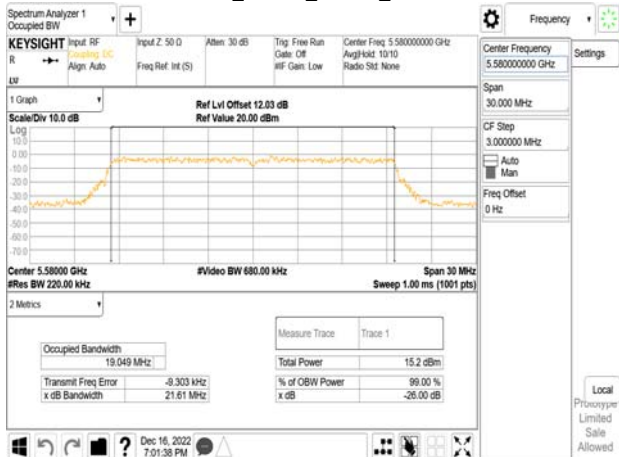 Spectrum Analyzer 1
Occupied BW
+
Frequency
KEYSIGHT Input: RF Input Z: 50 Ω Atten: 30 dB Trig: Free Run Center Freq: 5.580000000 GHz
R Coupling: DC Gate: Off Avg|Hold: 10/10
Align: Auto Freq Ref: Int (S) #IF Gain: Low Radio Std: None
Center Frequency
5.580000000 GHz
Settings
Span
30.000 MHz
CF Step
3.000000 MHz
Auto
Man
Freq Offset
0 Hz
1 Graph
Ref Lvl Offset 12.03 dB
Scale/Div 10.0 dB Ref Value 20.00 dBm
Log
10.0
0.00
-10.0
-20.0
-30.0
-40.0
-50.0
-60.0
-70.0
Center 5.58000 GHz #Video BW 680.00 kHz Span 30 MHz
#Res BW 220.00 kHz Sweep 1.00 ms (1001 pts)
2 Metrics
Measure Trace Trace 1
Occupied Bandwidth
19.049 MHz Total Power 15.2 dBm
Transmit Freq Error -9.303 kHz % of OBW Power 99.00 %
x dB Bandwidth 21.61 MHz x dB -26.00 dB
Local
Prototype
Limited
Sale
Allowed
? Dec 16, 2022
7:01:38 PM